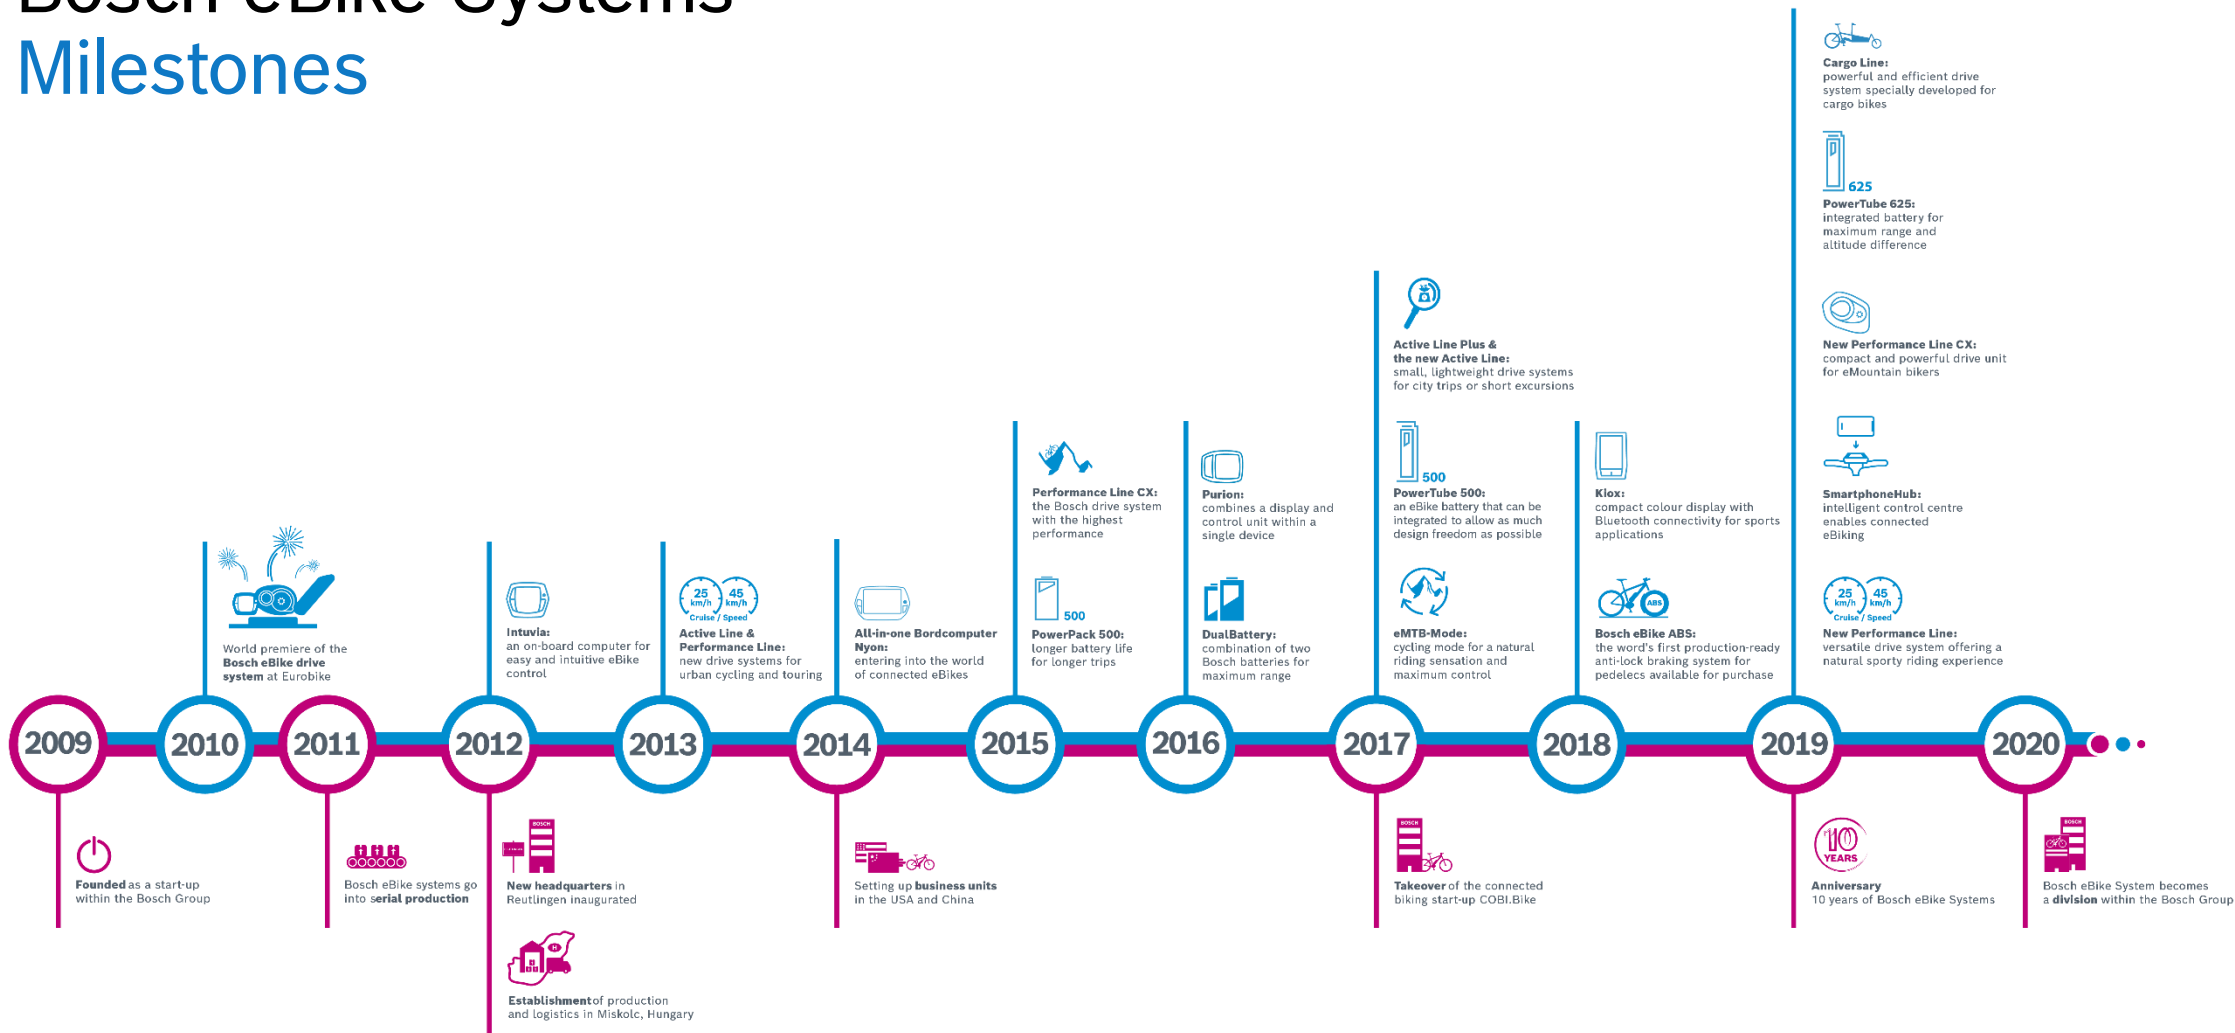 Bosch eBike Systems
Milestones
Cargo Line:
powerful and efficient drive
system specially developed for
cargo bikes
625
PowerTube 625:
integrated battery for
maximum range and
altitude difference
New Performance Line CX:
compact and powerful drive unit
for eMountain bikers
SmartphoneHub:
intelligent control centre
enables connected
eBiking
25 km/h
45 km/h
Cruise / Speed
New Performance Line:
versatile drive system offering a
natural sporty riding experience
Active Line Plus &
the new Active Line:
small, lightweight drive systems
for city trips or short excursions
500
PowerTube 500:
an eBike battery that can be
integrated to allow as much
design freedom as possible
eMTB-Mode:
cycling mode for a natural
riding sensation and
maximum control
Kiox:
compact colour display with
Bluetooth connectivity for sports
applications
ABS
Bosch eBike ABS:
the word's first production-ready
anti-lock braking system for
pedelecs available for purchase
Performance Line CX:
the Bosch drive system
with the highest
performance
500
PowerPack 500:
longer battery life
for longer trips
Purion:
combines a display and
control unit within a
single device
DualBattery:
combination of two
Bosch batteries for
maximum range
World premiere of the
Bosch eBike drive
system at Eurobike
Intuvia:
an on-board computer for
easy and intuitive eBike
control
25 km/h
45 km/h
Cruise / Speed
Active Line &
Performance Line:
new drive systems for
urban cycling and touring
All-in-one Bordcomputer
Nyon:
entering into the world
of connected eBikes
2009
2010
2011
2012
2013
2014
2015
2016
2017
2018
2019
2020
Founded as a start-up
within the Bosch Group
Bosch eBike systems go
into serial production
BOSCH
New headquarters in
Reutlingen inaugurated
H
Establishment of production
and logistics in Miskolc, Hungary
Setting up business units
in the USA and China
BOSCH
Takeover of the connected
biking start-up COBI.Bike
10
YEARS
Anniversary
10 years of Bosch eBike Systems
BOSCH
Bosch eBike System becomes
a division within the Bosch Group